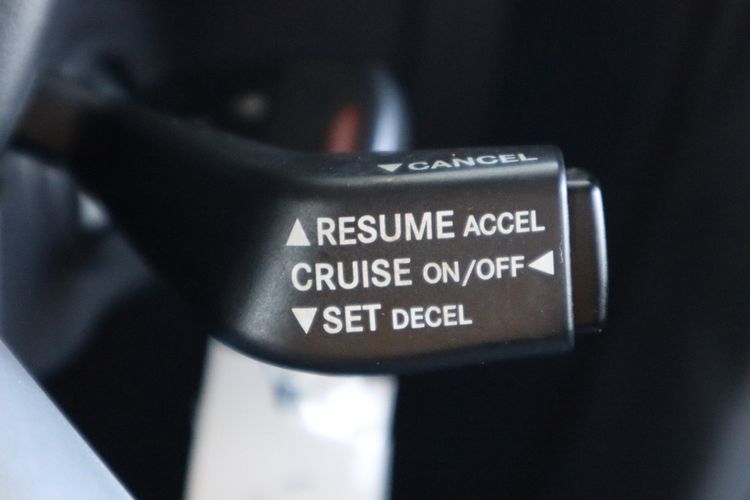 ▼CANCEL
▲RESUME ACCEL
CRUISE ON/OFF◀
▼SET DECEL